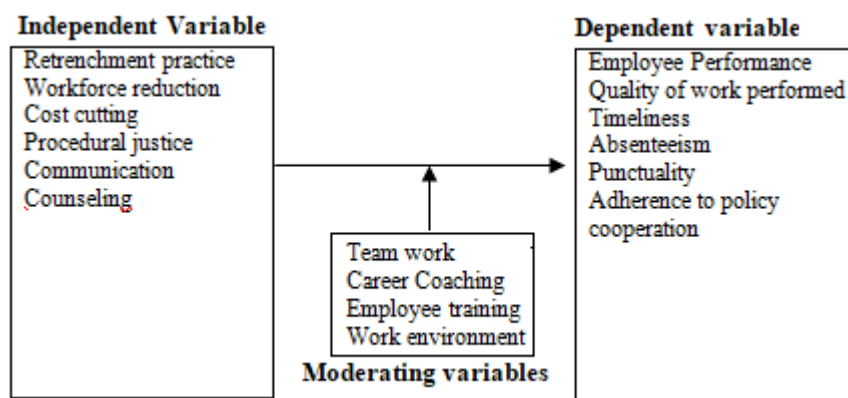 Independent Variable
Retrenchment practice
Workforce reduction
Cost cutting
Procedural justice
Communication
Counseling
Dependent variable
Employee Performance
Quality of work performed
Timeliness
Absenteeism
Punctuality
Adherence to policy
cooperation
Team work
Career Coaching
Employee training
Work environment
Moderating variables